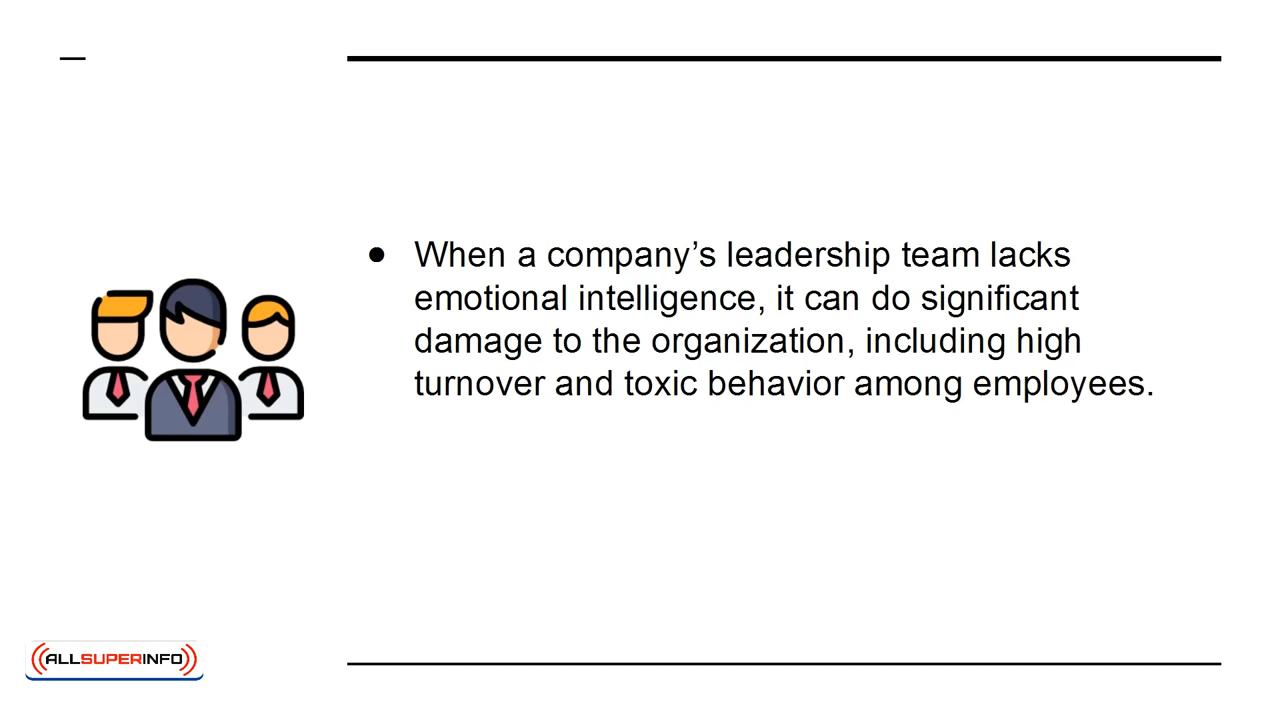 ● When a company’s leadership team lacks
emotional intelligence, it can do significant
damage to the organization, including high
turnover and toxic behavior among employees.
ALLSUPERINFO